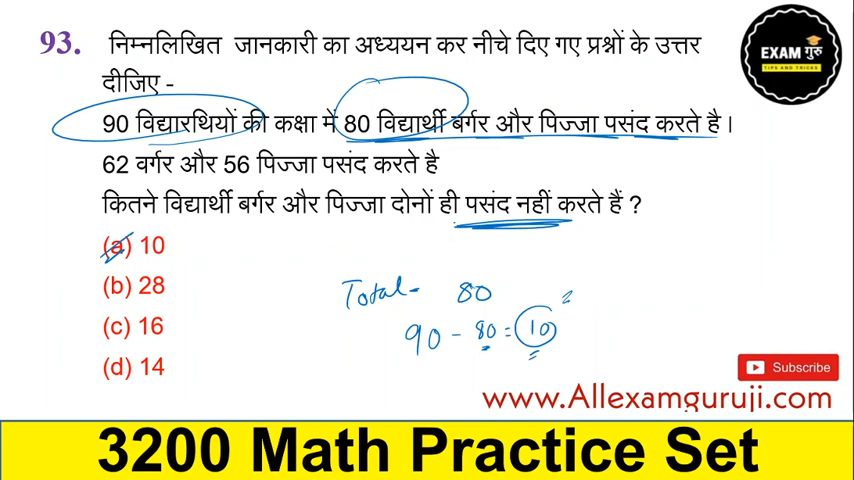 93. निम्नलिखित जानकारी का अध्ययन कर नीचे दिए गए प्रश्नों के उत्तर
दीजिए -
90 विद्यारथियों की कक्षा में 80 विद्यार्थी बर्गर और पिज्जा पसंद करते है।
62 वर्गर और 56 पिज्जा पसंद करते है
कितने विद्यार्थी बर्गर और पिज्जा दोनों ही पसंद नहीं करते हैं ?
(a) 10
(b) 28
(c) 16
(d) 14
Total- 80
90 - 80 = 10
EXAM गुरु
TIPS AND TRICKS
Subscribe
www.Allexamguruji.com
3200 Math Practice Set